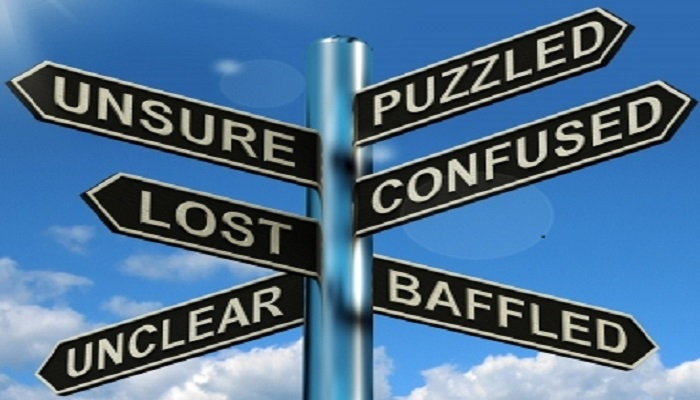 UNSURE
LOST
UNCLEAR
PUZZLED
CONFUSED
BAFFLED